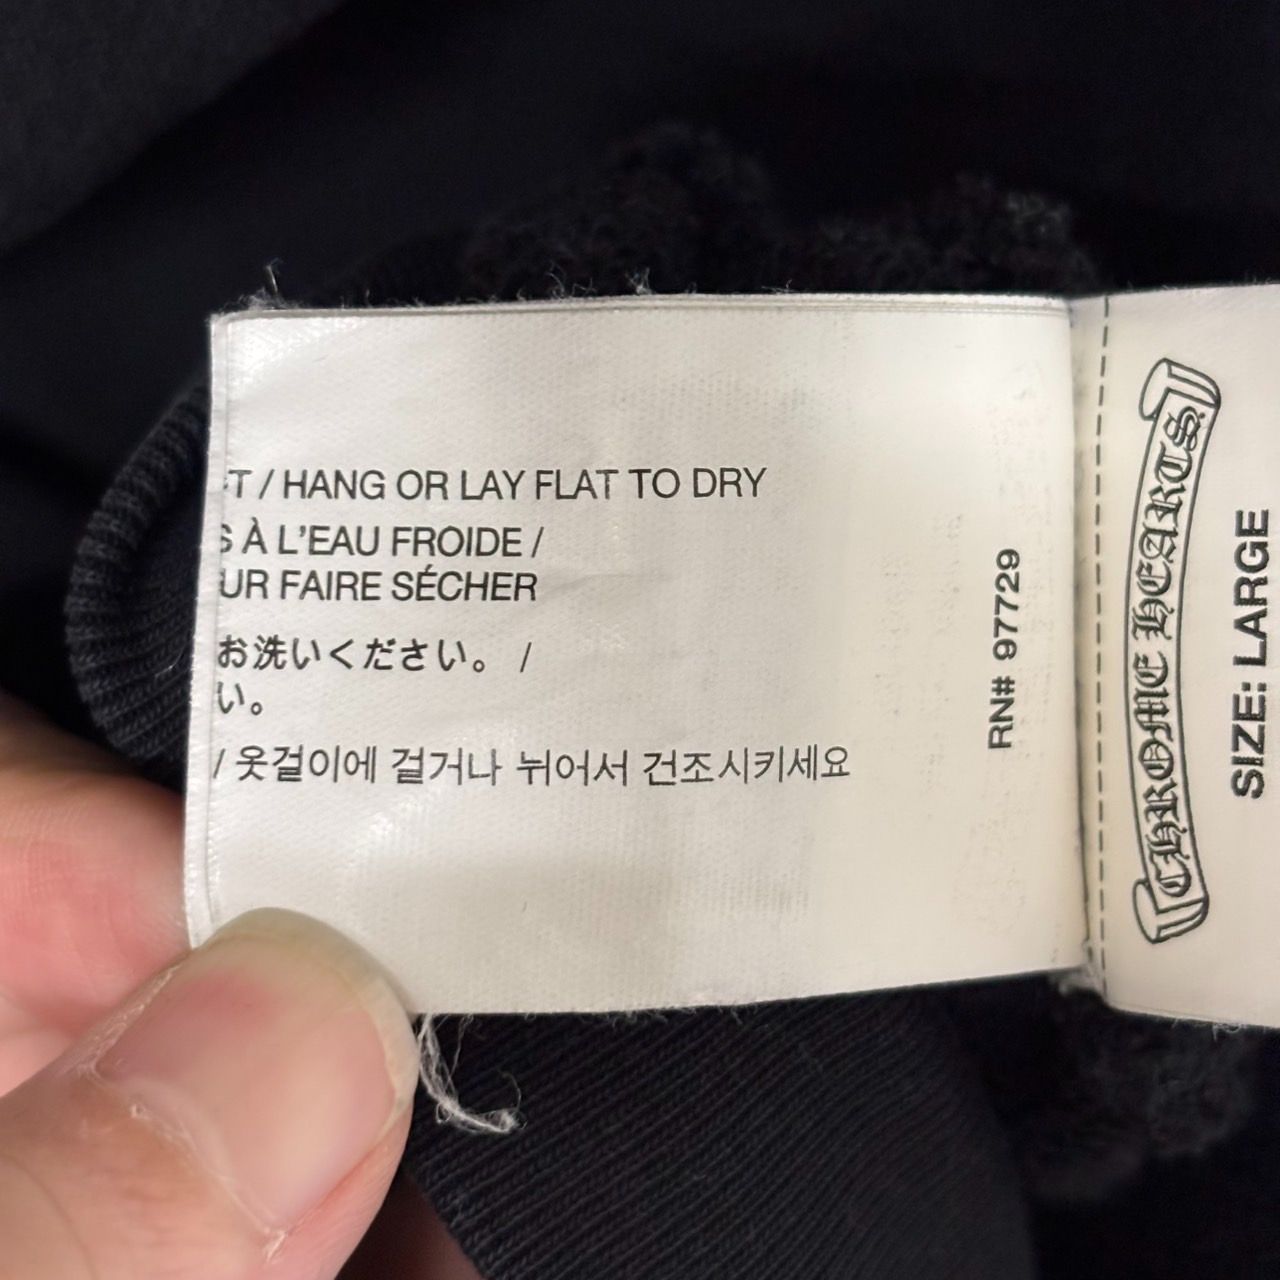 T / HANG OR LAY FLAT TO DRY
S À L'EAU FROIDE /
UR FAIRE SÉCHER
お洗いください。 /
い。
/ 옷걸이에 걸거나 뉘어서 건조시키세요
RN# 97729
CHROME HEARTS
SIZE: LARGE